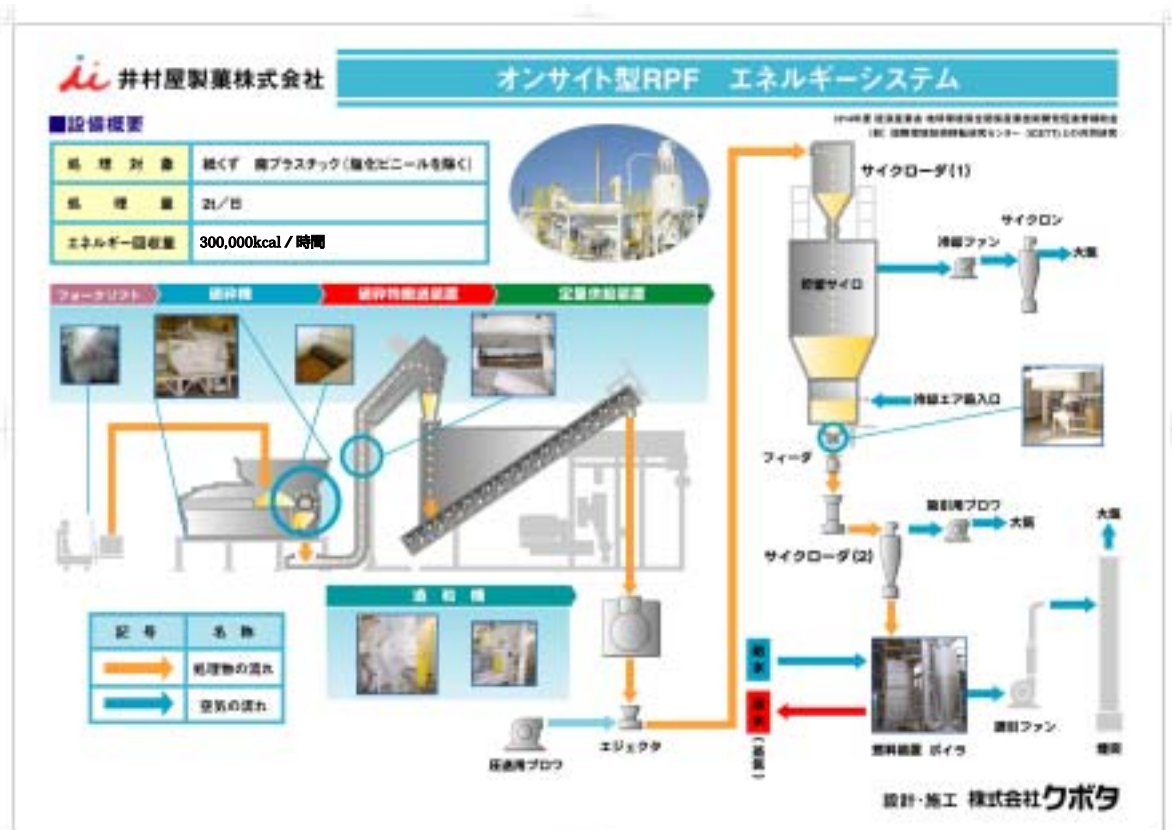 井村屋製菓株式会社
オンサイト型RPF エネルギーシステム
■設備概要
処理対象 紙くず 廃プラスチック(塩化ビニールを除く)
処理量 2t/日
エネルギー回収量 300,000kcal / 時間
フォークリフト 破砕機 破砕物搬送装置 定量供給装置
サイクローダ(1)
サイクロン
冷却ファン
大気
貯留サイロ
冷却エア吸入口
フィーダ
吸引用ブロワ
大気
大気
サイクローダ(2)
記号 名称
処理物の流れ
空気の流れ
造粒機
給水
(蒸気)
圧送用ブロワ
エジェクタ
燃料装置 ボイラ
誘引ファン
煙突
設計・施工 株式会社クボタ